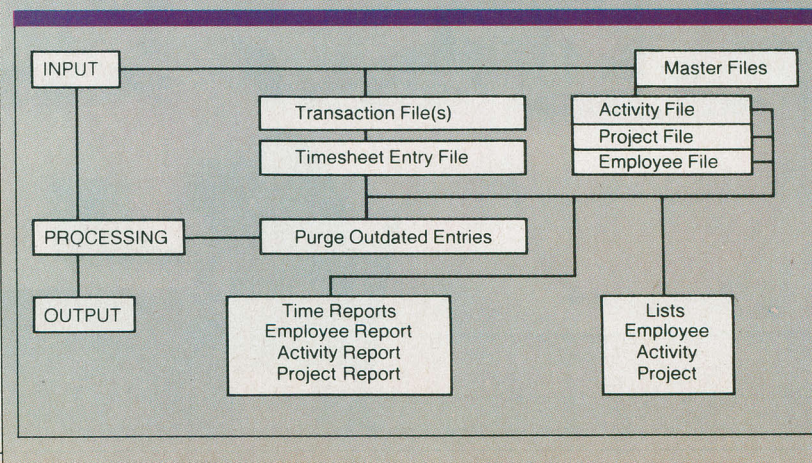 INPUT
Master Files
Transaction File(s)
Activity File
Project File
Timesheet Entry File
Employee File
PROCESSING
Purge Outdated Entries
OUTPUT
Time Reports
Employee Report
Activity Report
Project Report
Lists
Employee
Activity
Project